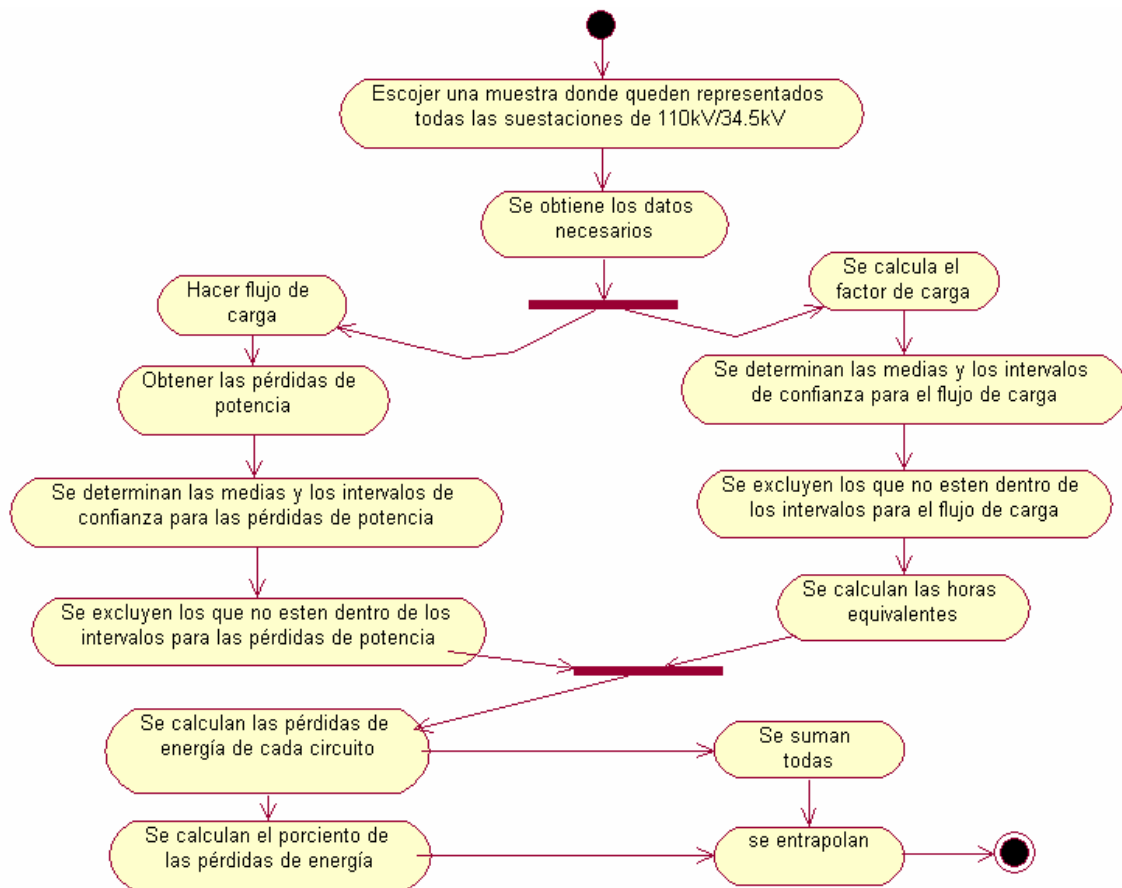 Escojer una muestra donde queden representados
todas las suestaciones de 110kV/34.5kV
Se obtiene los datos
necesarios
Hacer flujo de
carga
Se calcula el
factor de carga
Obtener las pérdidas de
potencia
Se determinan las medias y los intervalos
de confianza para el flujo de carga
Se determinan las medias y los intervalos de
confianza para las pérdidas de potencia
Se excluyen los que no esten dentro de
los intervalos para el flujo de carga
Se excluyen los que no esten dentro de los
intervalos para las pérdidas de potencia
Se calculan las horas
equivalentes
Se calculan las pérdidas de
energía de cada circuito
Se suman
todas
Se calculan el porciento de
las pérdidas de energía
se entrapolan